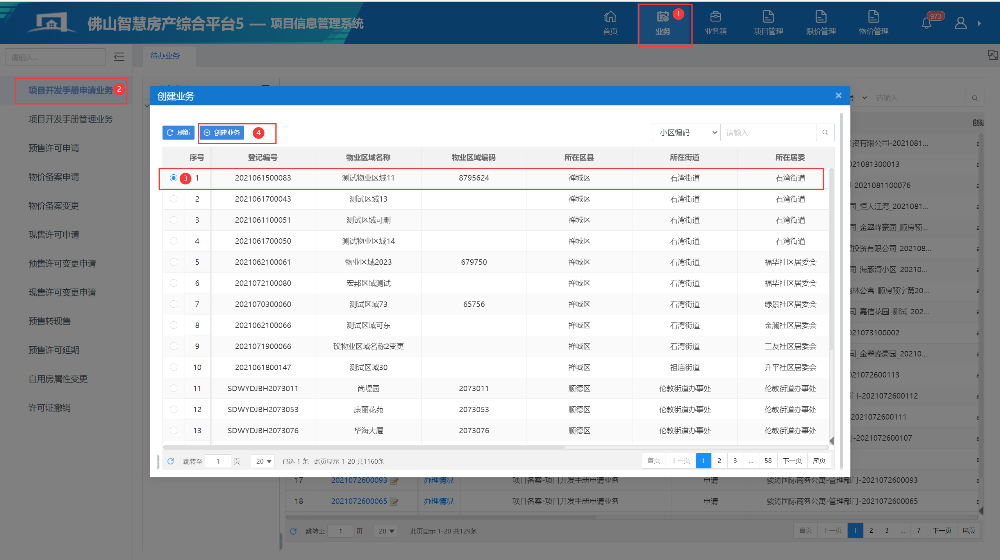 佛山智慧房产综合平台5 — 项目信息管理系统
首页
业务
1
业务箱
项目管理
限价管理
物价管理
973
请输入...
待办业务
项目开发手册申请业务
2
项目开发手册管理业务
预售许可申请
物价备案申请
物价备案变更
现售许可申请
预售许可变更申请
现售许可变更申请
预售转现售
预售许可延期
自用房属性变更
许可证撤销
创建业务
请输入
刷新
创建业务
4
小区编码
请输入
序号 登记编号 物业区域名称 物业区域编码 所在区县 所在街道 所在居委
3 1 2021061500083 测试物业区域11 8795624 禅城区 石湾街道 石湾街道
2 2021061700043 测试区域13 禅城区 石湾街道 石湾街道
3 2021061100051 测试区域可删 禅城区 石湾街道 石湾街道
4 2021061700050 测试物业区域14 禅城区 石湾街道 石湾街道
5 2021062100061 物业区域2023 679750 禅城区 石湾街道 福华社区居委会
6 2021072100080 宏邦区域测试 禅城区 石湾街道 福华社区居委会
7 2021070300060 测试区域73 65756 禅城区 石湾街道 绿景社区居委会
8 2021062100066 测试区域可东 禅城区 石湾街道 金澜社区居委会
9 2021071900066 玫物业区域名称2变更 禅城区 石湾街道 三友社区居委会
10 2021061800147 测试区域30 禅城区 祖庙街道 升平社区居委会
11 SDWYDJBH2073011 尚堤园 2073011 顺德区 伦教街道办事处 伦教街道办事处
12 SDWYDJBH2073053 康丽花苑 2073053 顺德区 伦教街道办事处 伦教街道办事处
13 SDWYDJBH2073076 华海大厦 2073076 顺德区 伦教街道办事处 伦教街道办事处
跳转至 1 页 20 已选 1 条 此页显示 1-20 共1160条
首页 上一页 1 2 3 ... 58 下一页 尾页
创建
资有限公司-2021081...
21081300013
-2021081100076
司_恒大江湾_2021081...
司_金翠峰豪园_顺房预...
投资有限公司-202108...
司_海豚湾小区_20210...
林公寓_顺房预字第20...
司_嘉信花园-测试_202...
21073100002
司_金翠峰豪园_20210...
21072600113
门-2021072600112
2021072600111
-2021072600107
17 2021072600093 办理情况 项目备案-项目开发手册申请业务 申请 骏涛国际商务公寓-管理部门-2021072600093
18 2021072600065 办理情况 项目备案-项目开发手册申请业务 申请 骏涛国际商务公寓-管理部门-2021072600065
跳转至 1 页 20 此页显示 1-20 共129条
首页 上一页 1 2 3 ... 7 下一页 尾页